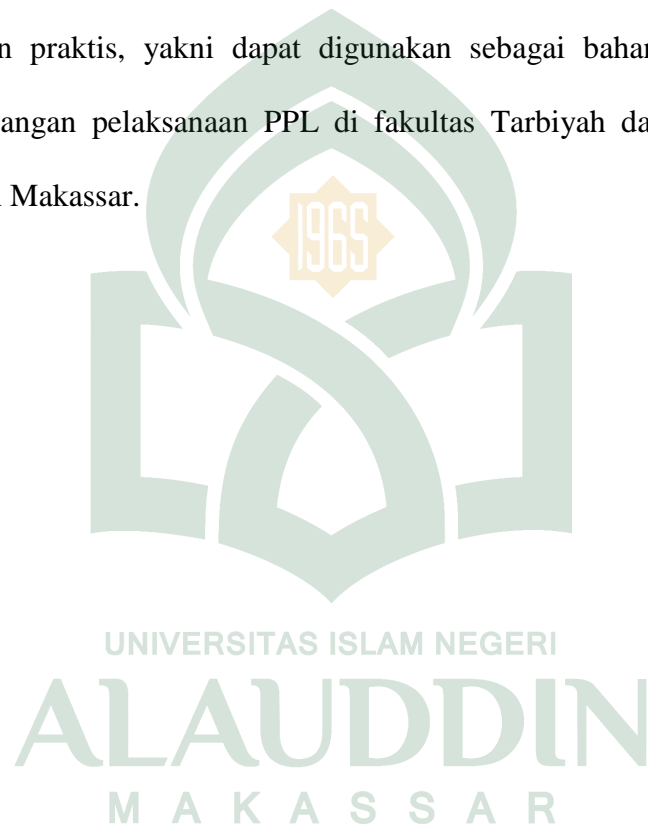 n praktis, yakni dapat digunakan sebagai bahan
angan pelaksanaan PPL di fakultas Tarbiyah da
Makassar.
1965
UNIVERSITAS ISLAM NEGERI
ALAUDDIN
MAKASSAR